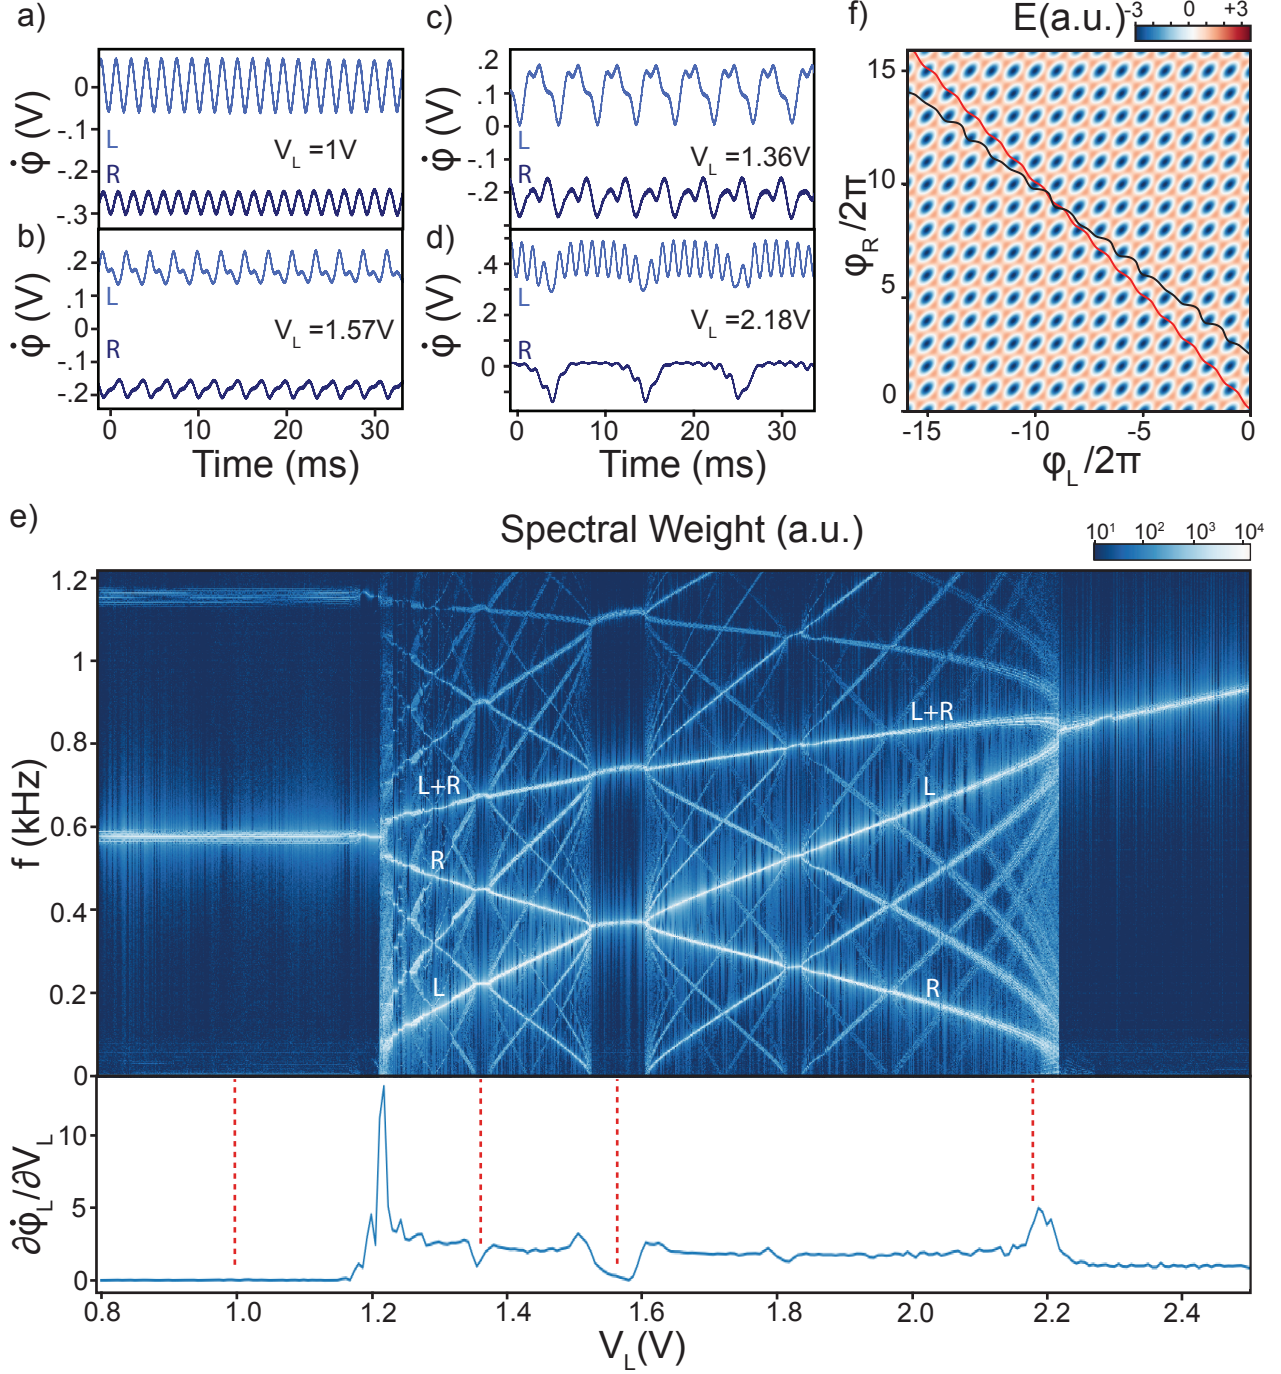 a)
φ̇ (V)
0
-.1
-.2
-.3
L
R
V_L =1V
b)
φ̇ (V)
.2
.1
0
-.1
-.2
L
R
V_L =1.57V
0 10 20 30
Time (ms)
c)
φ̇ (V)
.2
.1
0
-.1
-.2
L
R
V_L =1.36V
d)
φ̇ (V)
.4
.2
0
L
R
V_L =2.18V
0 10 20 30
Time (ms)
f)
E(a.u.)
-3 0 +3
φ_R/2π
15
10
5
0
-15 -10 -5 0
φ_L/2π
e)
Spectral Weight (a.u.)
10¹ 10² 10³ 10⁴
f (kHz)
1.2
1
0.8
0.6
0.4
0.2
0
L+R
R
L
L+R
L
R
∂φ̇_L/∂V_L
10
5
0
0.8 1.0 1.2 1.4 1.6 1.8 2.0 2.2 2.4
V_L(V)